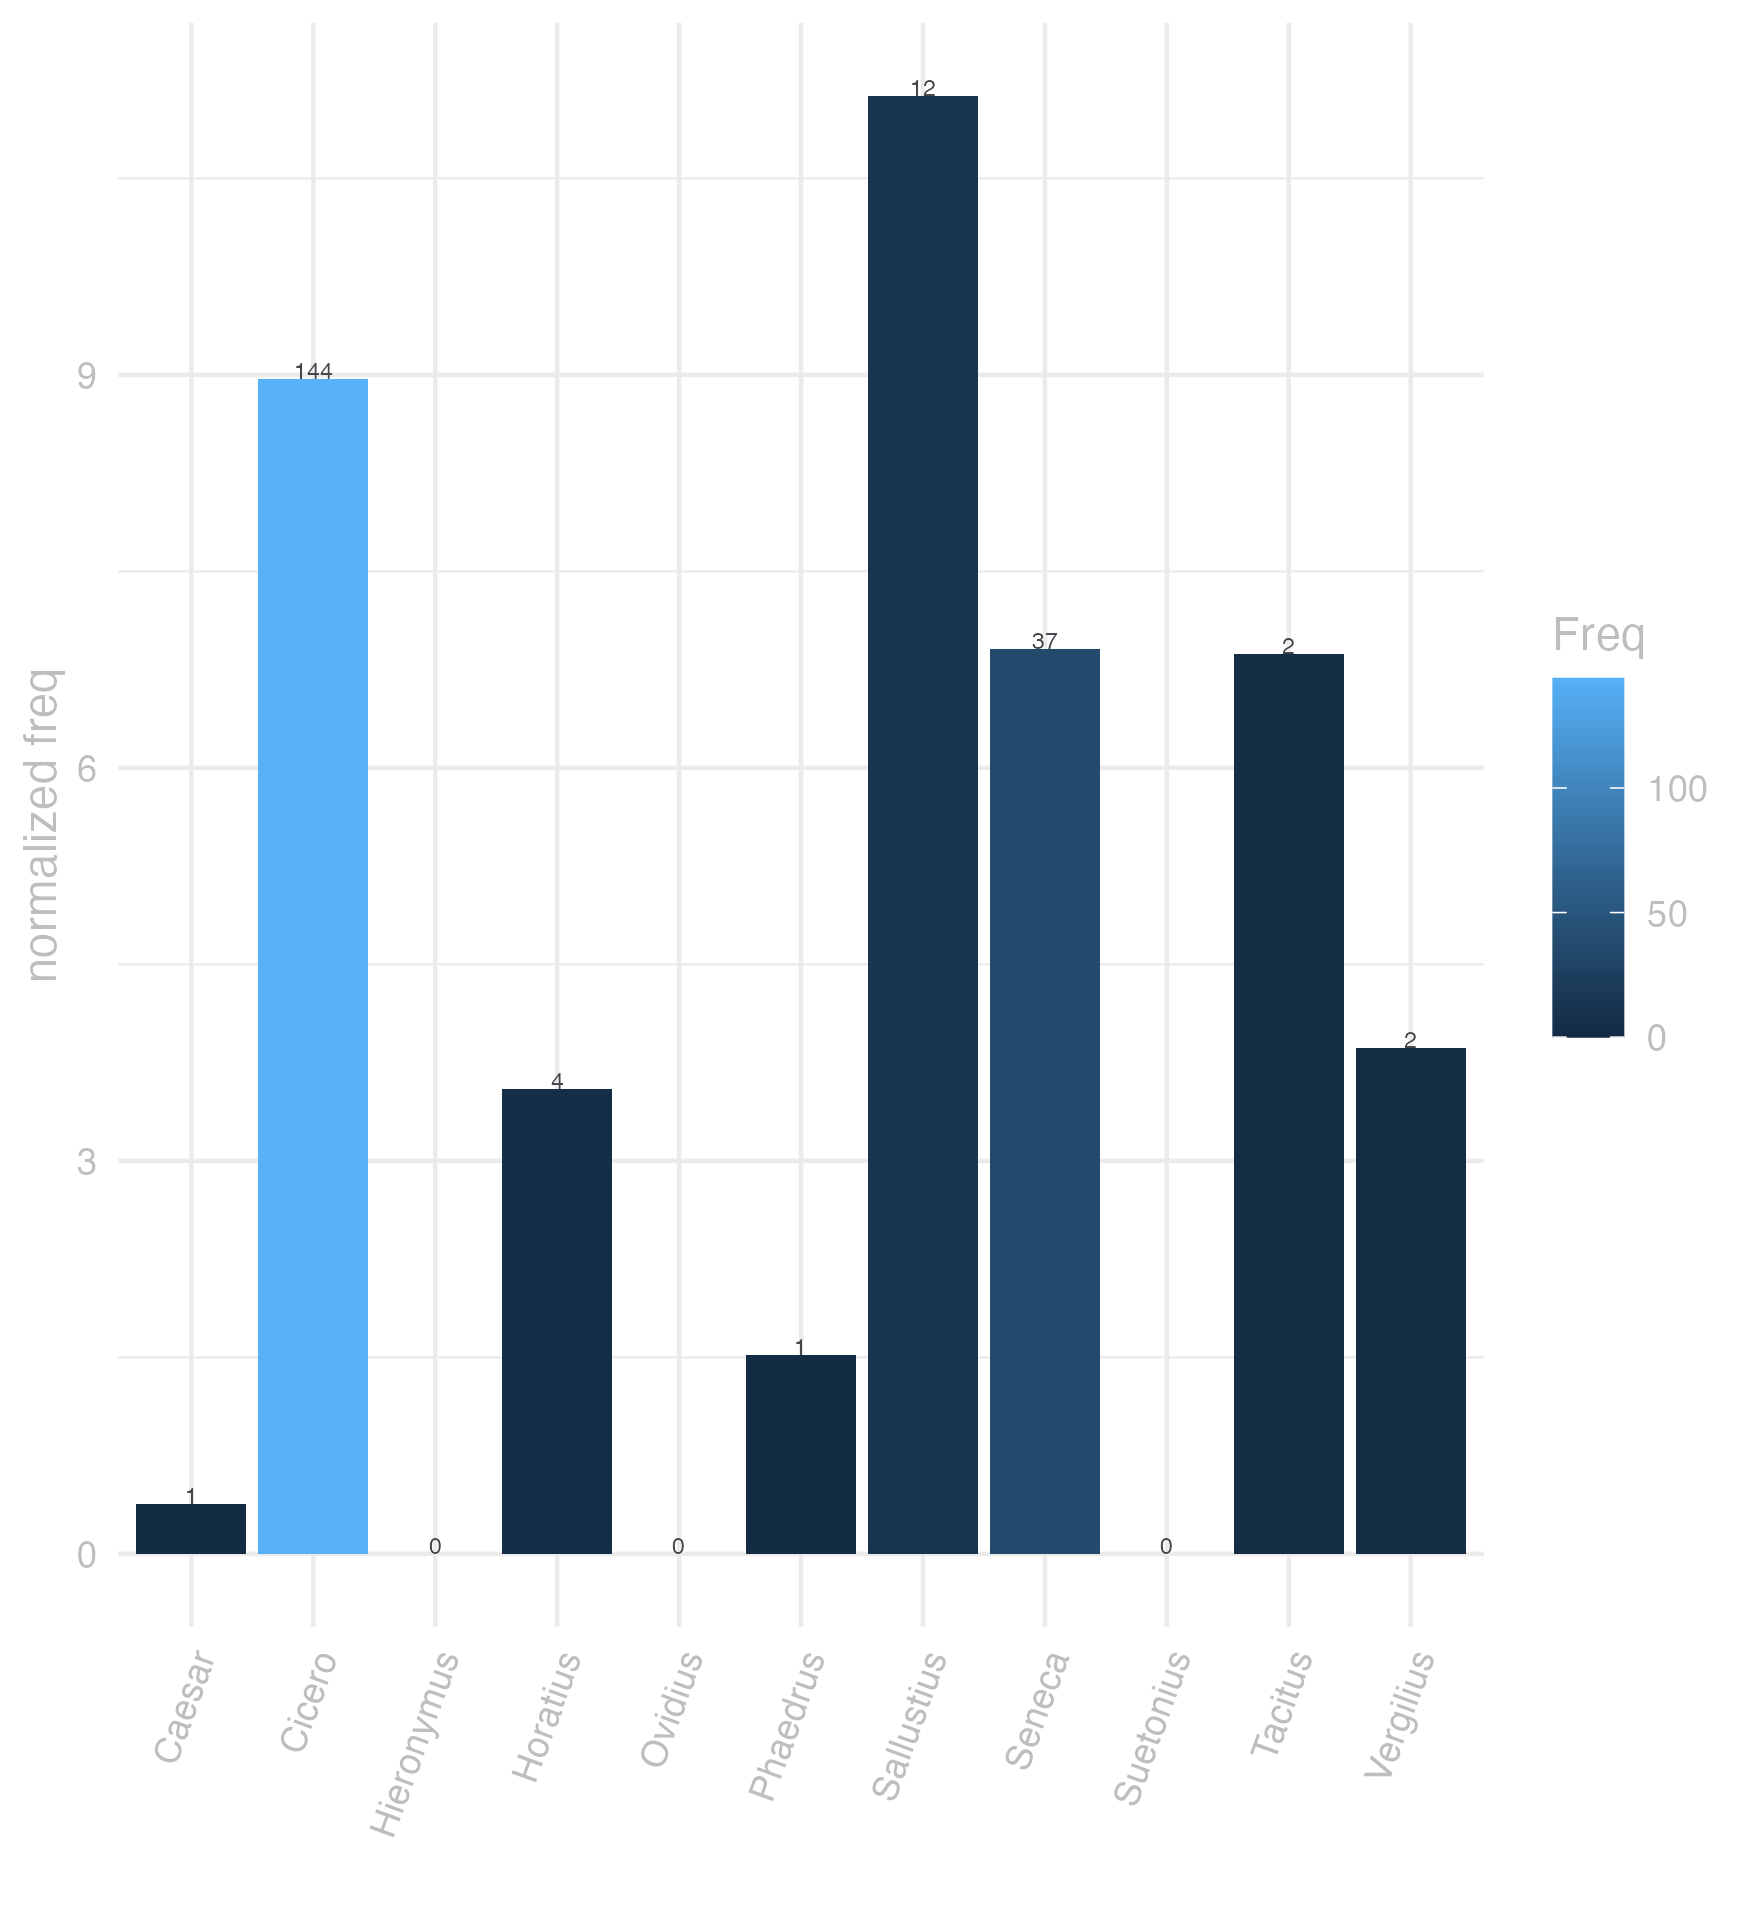 12
144
9
37
2
6
2
4
3
1
1
0
0
0
0
normalized freq
Caesar
Cicero
Hieronymus
Horatius
Ovidius
Phaedrus
Sallustius
Seneca
Suetonius
Tacitus
Vergilius
Freq
100
50
0